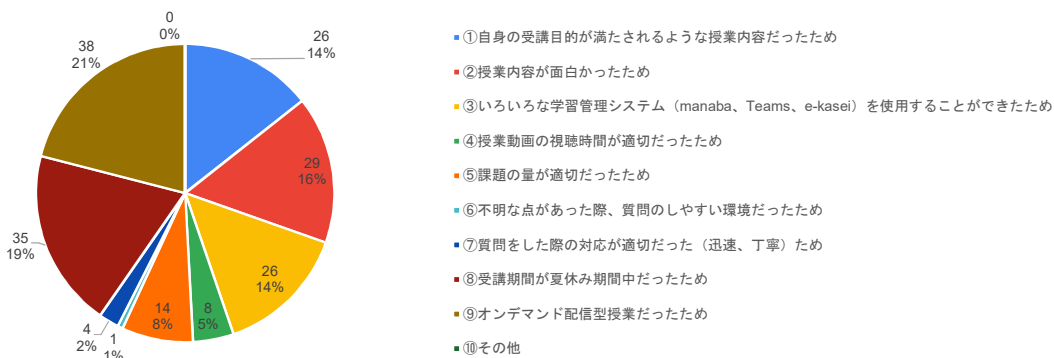 0
0%
26
14%
29
16%
26
14%
8
5%
14
8%
1
1%
4
2%
35
19%
38
21%
①自身の受講目的が満たされるような授業内容だったため
②授業内容が面白かったため
③いろいろな学習管理システム（manaba、Teams、e-kasei）を使用することができたため
④授業動画の視聴時間が適切だったため
⑤課題の量が適切だったため
⑥不明な点があった際、質問のしやすい環境だったため
⑦質問をした際の対応が適切だった（迅速、丁寧）ため
⑧受講期間が夏休み期間中だったため
⑨オンデマンド配信型授業だったため
⑩その他